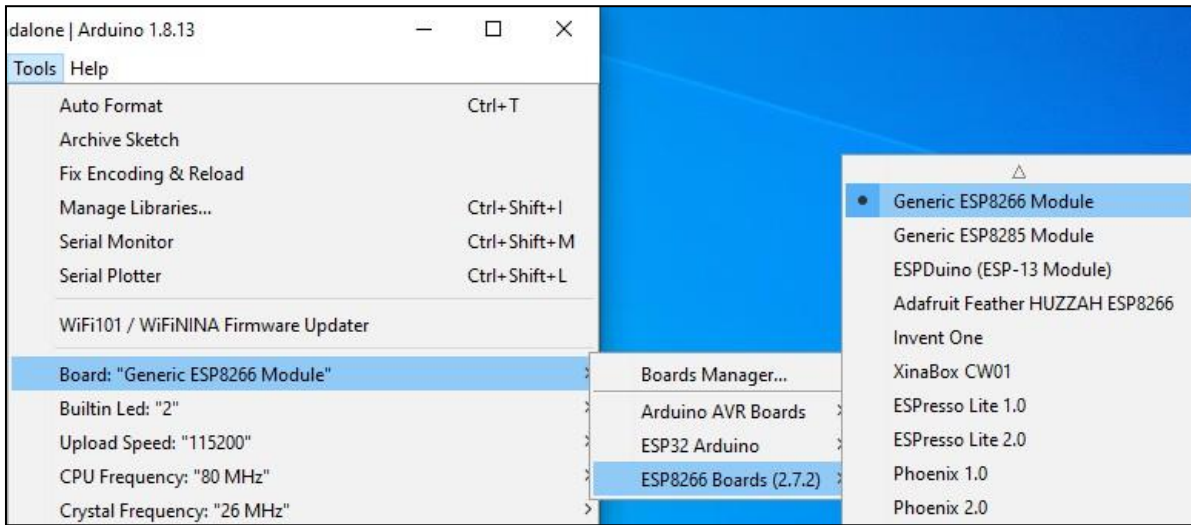 dalone | Arduino 1.8.13
Tools Help
Auto Format Ctrl+T
Archive Sketch
Fix Encoding & Reload
Manage Libraries... Ctrl+Shift+I
Serial Monitor Ctrl+Shift+M
Serial Plotter Ctrl+Shift+L
WiFi101 / WiFiNINA Firmware Updater
Board: "Generic ESP8266 Module"
Builtin Led: "2"
Upload Speed: "115200"
CPU Frequency: "80 MHz"
Crystal Frequency: "26 MHz"
Boards Manager...
Arduino AVR Boards
ESP32 Arduino
ESP8266 Boards (2.7.2)
Generic ESP8266 Module
Generic ESP8285 Module
ESPDuino (ESP-13 Module)
Adafruit Feather HUZZAH ESP8266
Invent One
XinaBox CW01
ESPresso Lite 1.0
ESPresso Lite 2.0
Phoenix 1.0
Phoenix 2.0